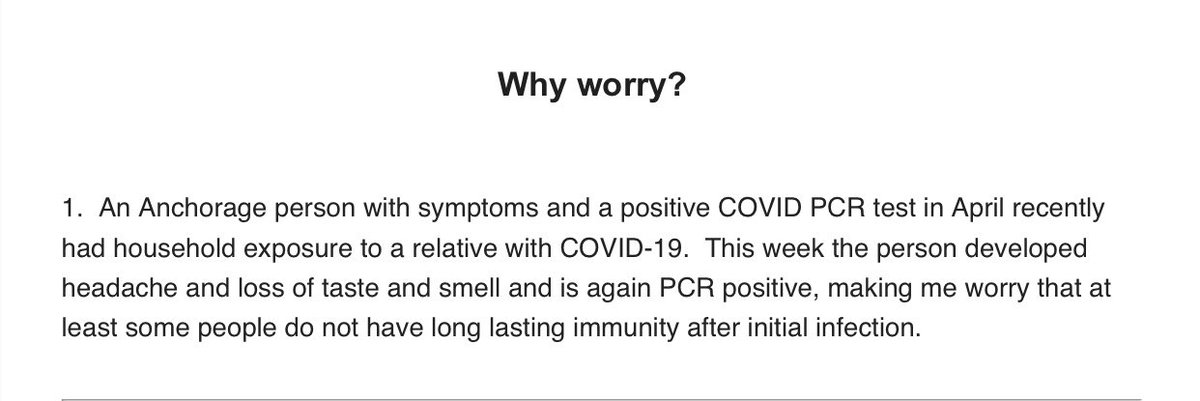 Why worry?
1.  An Anchorage person with symptoms and a positive COVID PCR test in April recently
had household exposure to a relative with COVID-19.  This week the person developed
headache and loss of taste and smell and is again PCR positive, making me worry that at
least some people do not have long lasting immunity after initial infection.